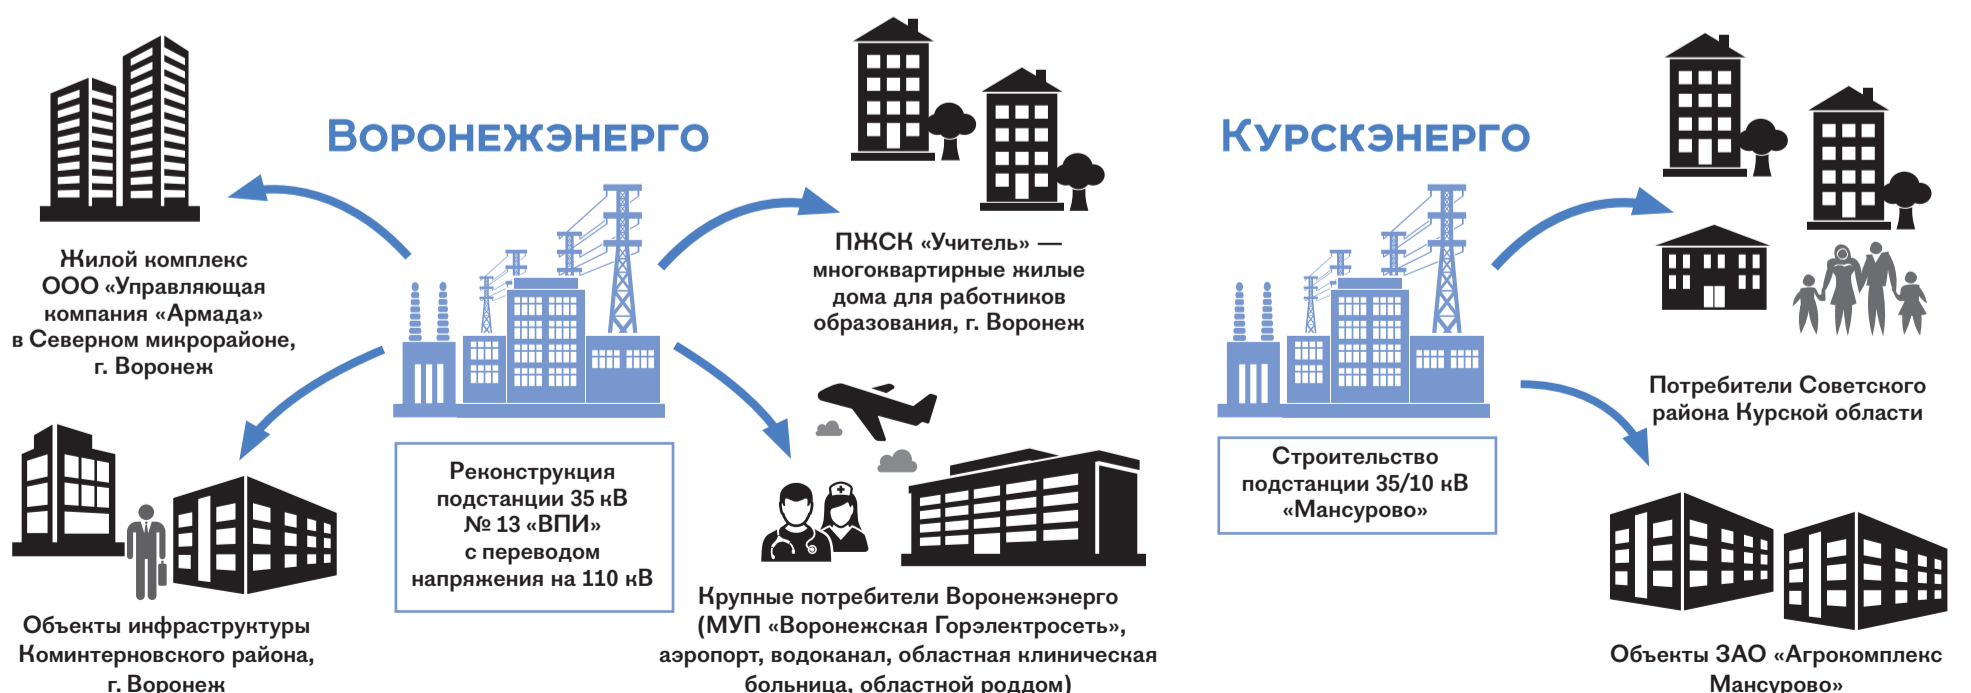 Воронежэнерго
Жилой комплекс
ООО «Управляющая
компания «Армада»
в Северном микрорайоне,
г. Воронеж
ПЖСК «Учитель» —
многоквартирные жилые
дома для работников
образования, г. Воронеж
Объекты инфраструктуры
Коминтерновского района,
г. Воронеж
Реконструкция
подстанции 35 кВ
№ 13 «ВПИ»
с переводом
напряжения на 110 кВ
Крупные потребители Воронежэнерго
(МУП «Воронежская Горэлектросеть»,
аэропорт, водоканал, областная клиническая
больница, областной роддом)
Курскэнерго
Потребители Советского
района Курской области
Строительство
подстанции 35/10 кВ
«Мансурово»
Объекты ЗАО «Агрокомплекс
Мансурово»